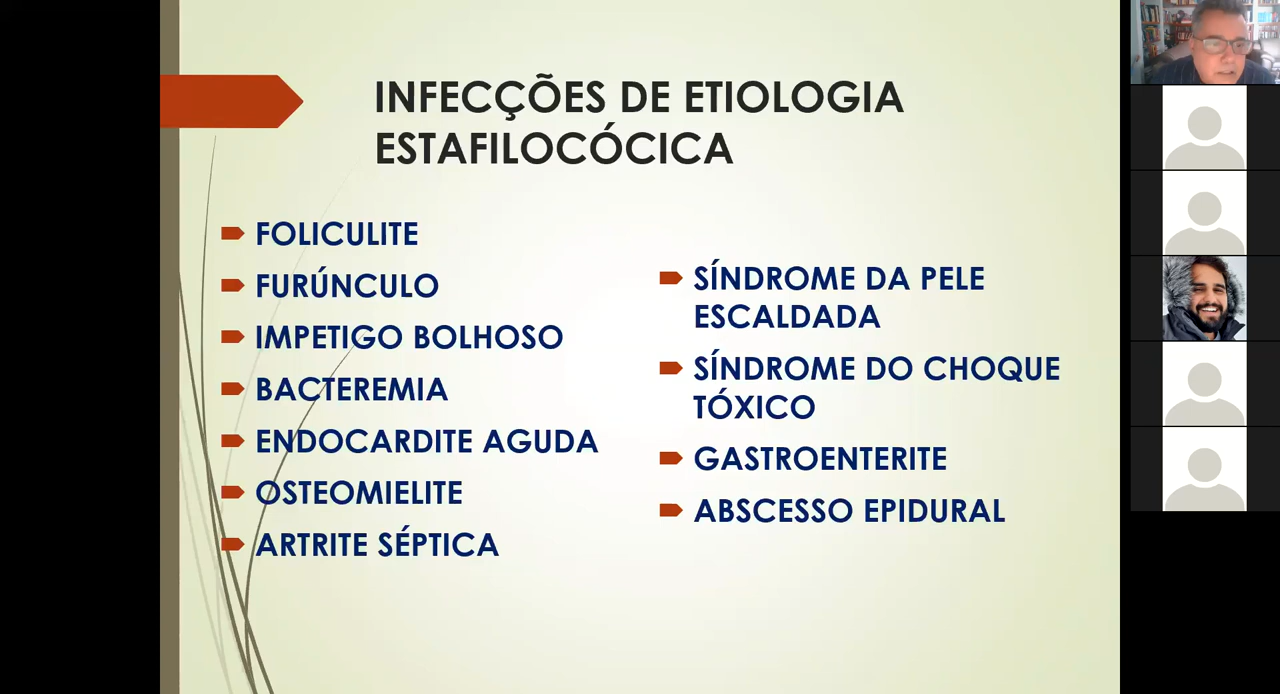 INFECÇÕES DE ETIOLOGIA
ESTAFILOCÓCICA
FOLICULITE
FURÚNCULO
IMPETIGO BOLHOSO
BACTEREMIA
ENDOCARDITE AGUDA
OSTEOMIELITE
ARTRITE SÉPTICA
SÍNDROME DA PELE
ESCALDADA
SÍNDROME DO CHOQUE
TÓXICO
GASTROENTERITE
ABSCESSO EPIDURAL